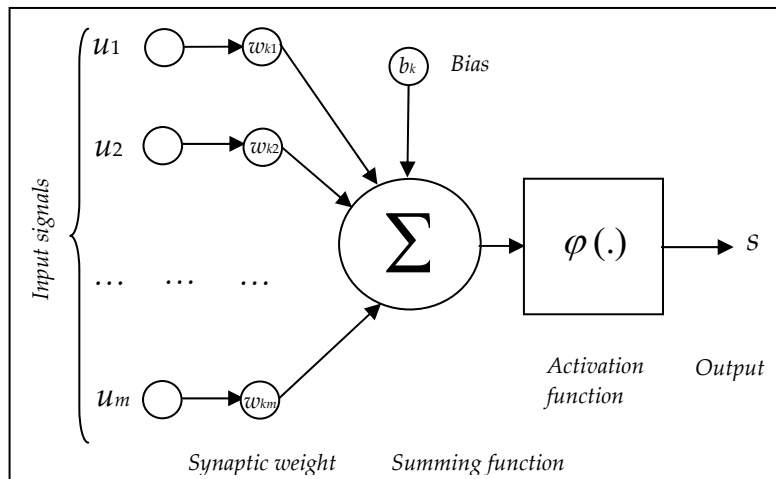 u1 wk1
bk Bias
u2 wk2
Input signals
Σ φ (.) s
... ... ...
um wkm
Activation function
Output
Synaptic weight Summing function